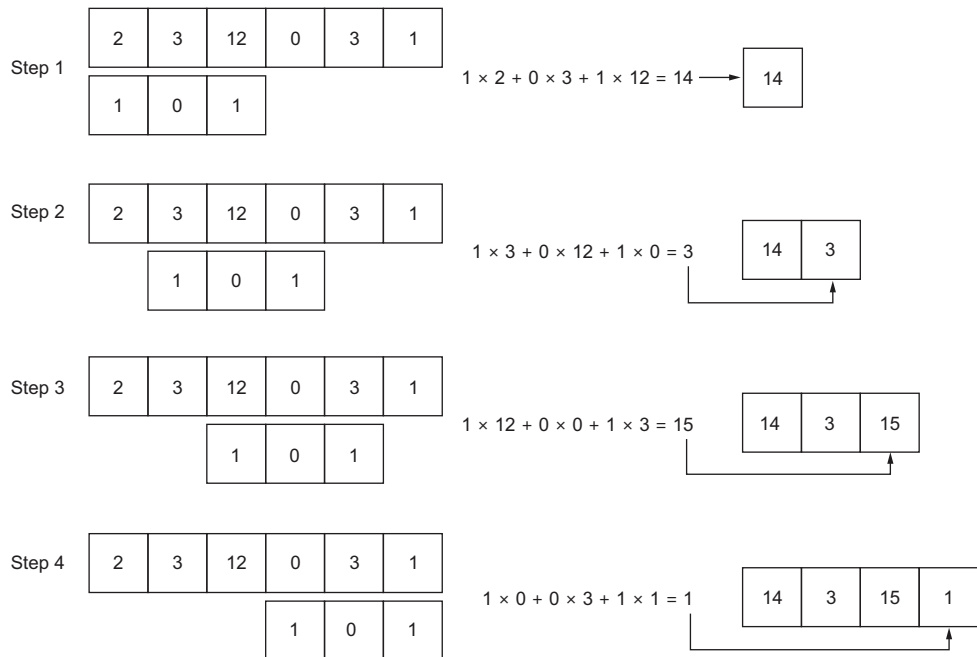 2 3 12 0 3 1
Step 1
1 × 2 + 0 × 3 + 1 × 12 = 14
14
1 0 1
2 3 12 0 3 1
Step 2
1 × 3 + 0 × 12 + 1 × 0 = 3
14 3
1 0 1
2 3 12 0 3 1
Step 3
1 × 12 + 0 × 0 + 1 × 3 = 15
14 3 15
1 0 1
2 3 12 0 3 1
Step 4
1 × 0 + 0 × 3 + 1 × 1 = 1
14 3 15 1
1 0 1